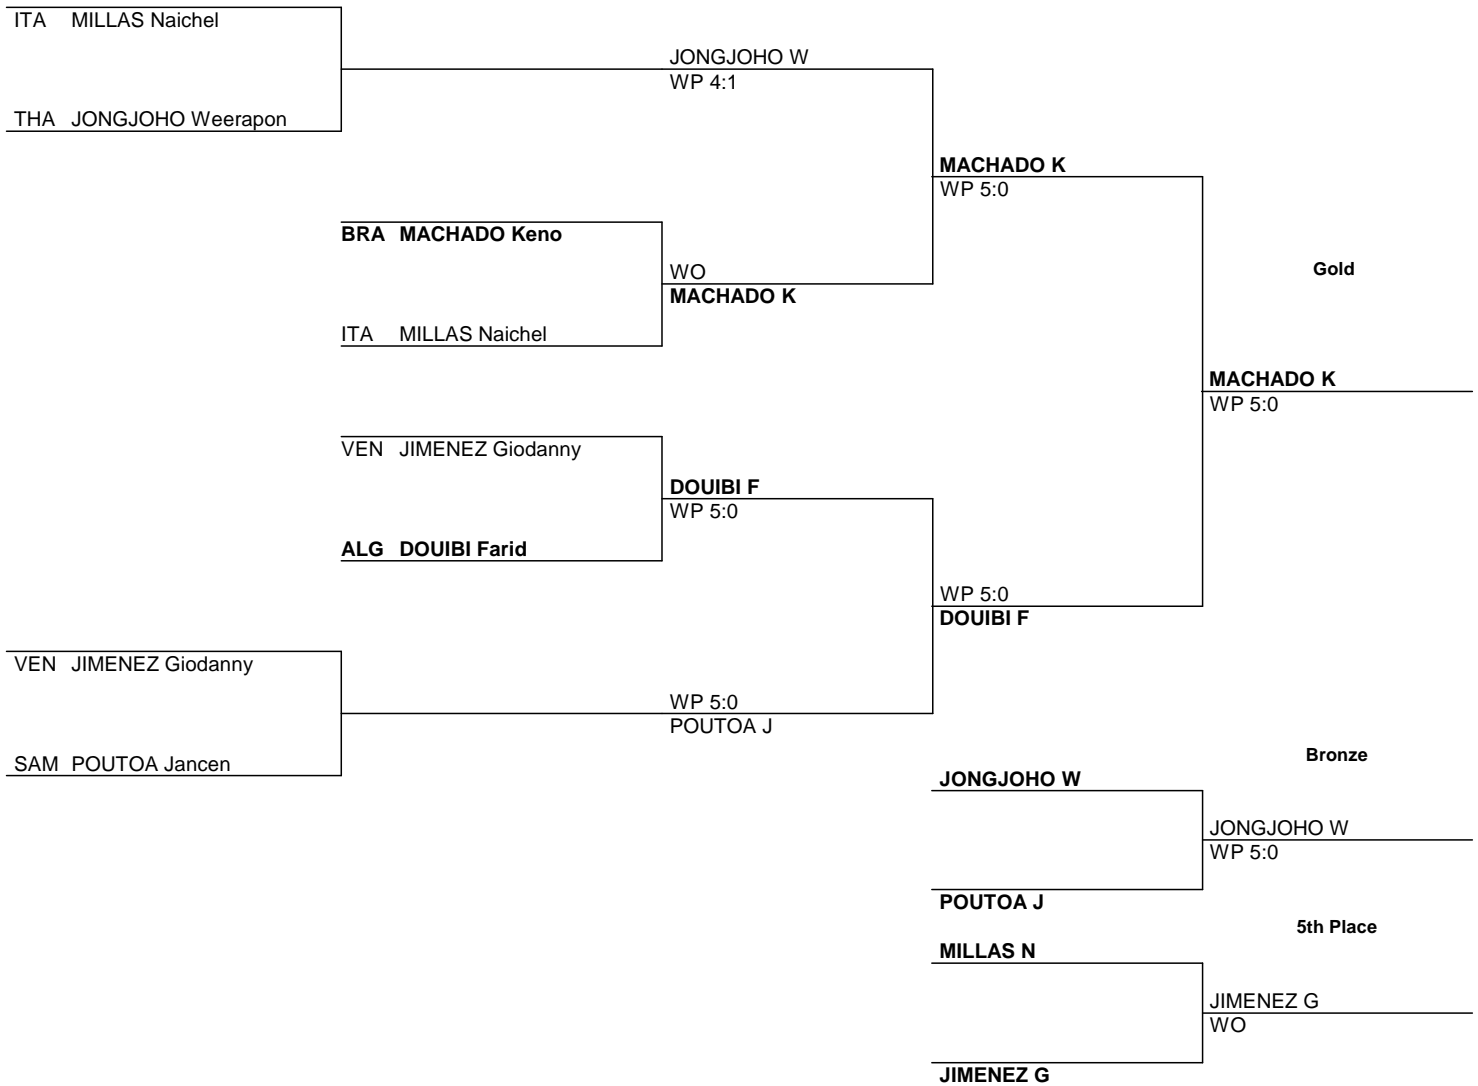 ITA MILLAS Naichel
JONGJOHO W
WP 4:1
THA JONGJOHO Weerapon
MACHADO K
WP 5:0
BRA MACHADO Keno
WO
MACHADO K
Gold
ITA MILLAS Naichel
MACHADO K
WP 5:0
VEN JIMENEZ Giodanny
DOUIBI F
WP 5:0
ALG DOUIBI Farid
WP 5:0
DOUIBI F
VEN JIMENEZ Giodanny
WP 5:0
POUTOA J
SAM POUTOA Jancen
Bronze
JONGJOHO W
JONGJOHO W
WP 5:0
POUTOA J
5th Place
MILLAS N
JIMENEZ G
WO
JIMENEZ G